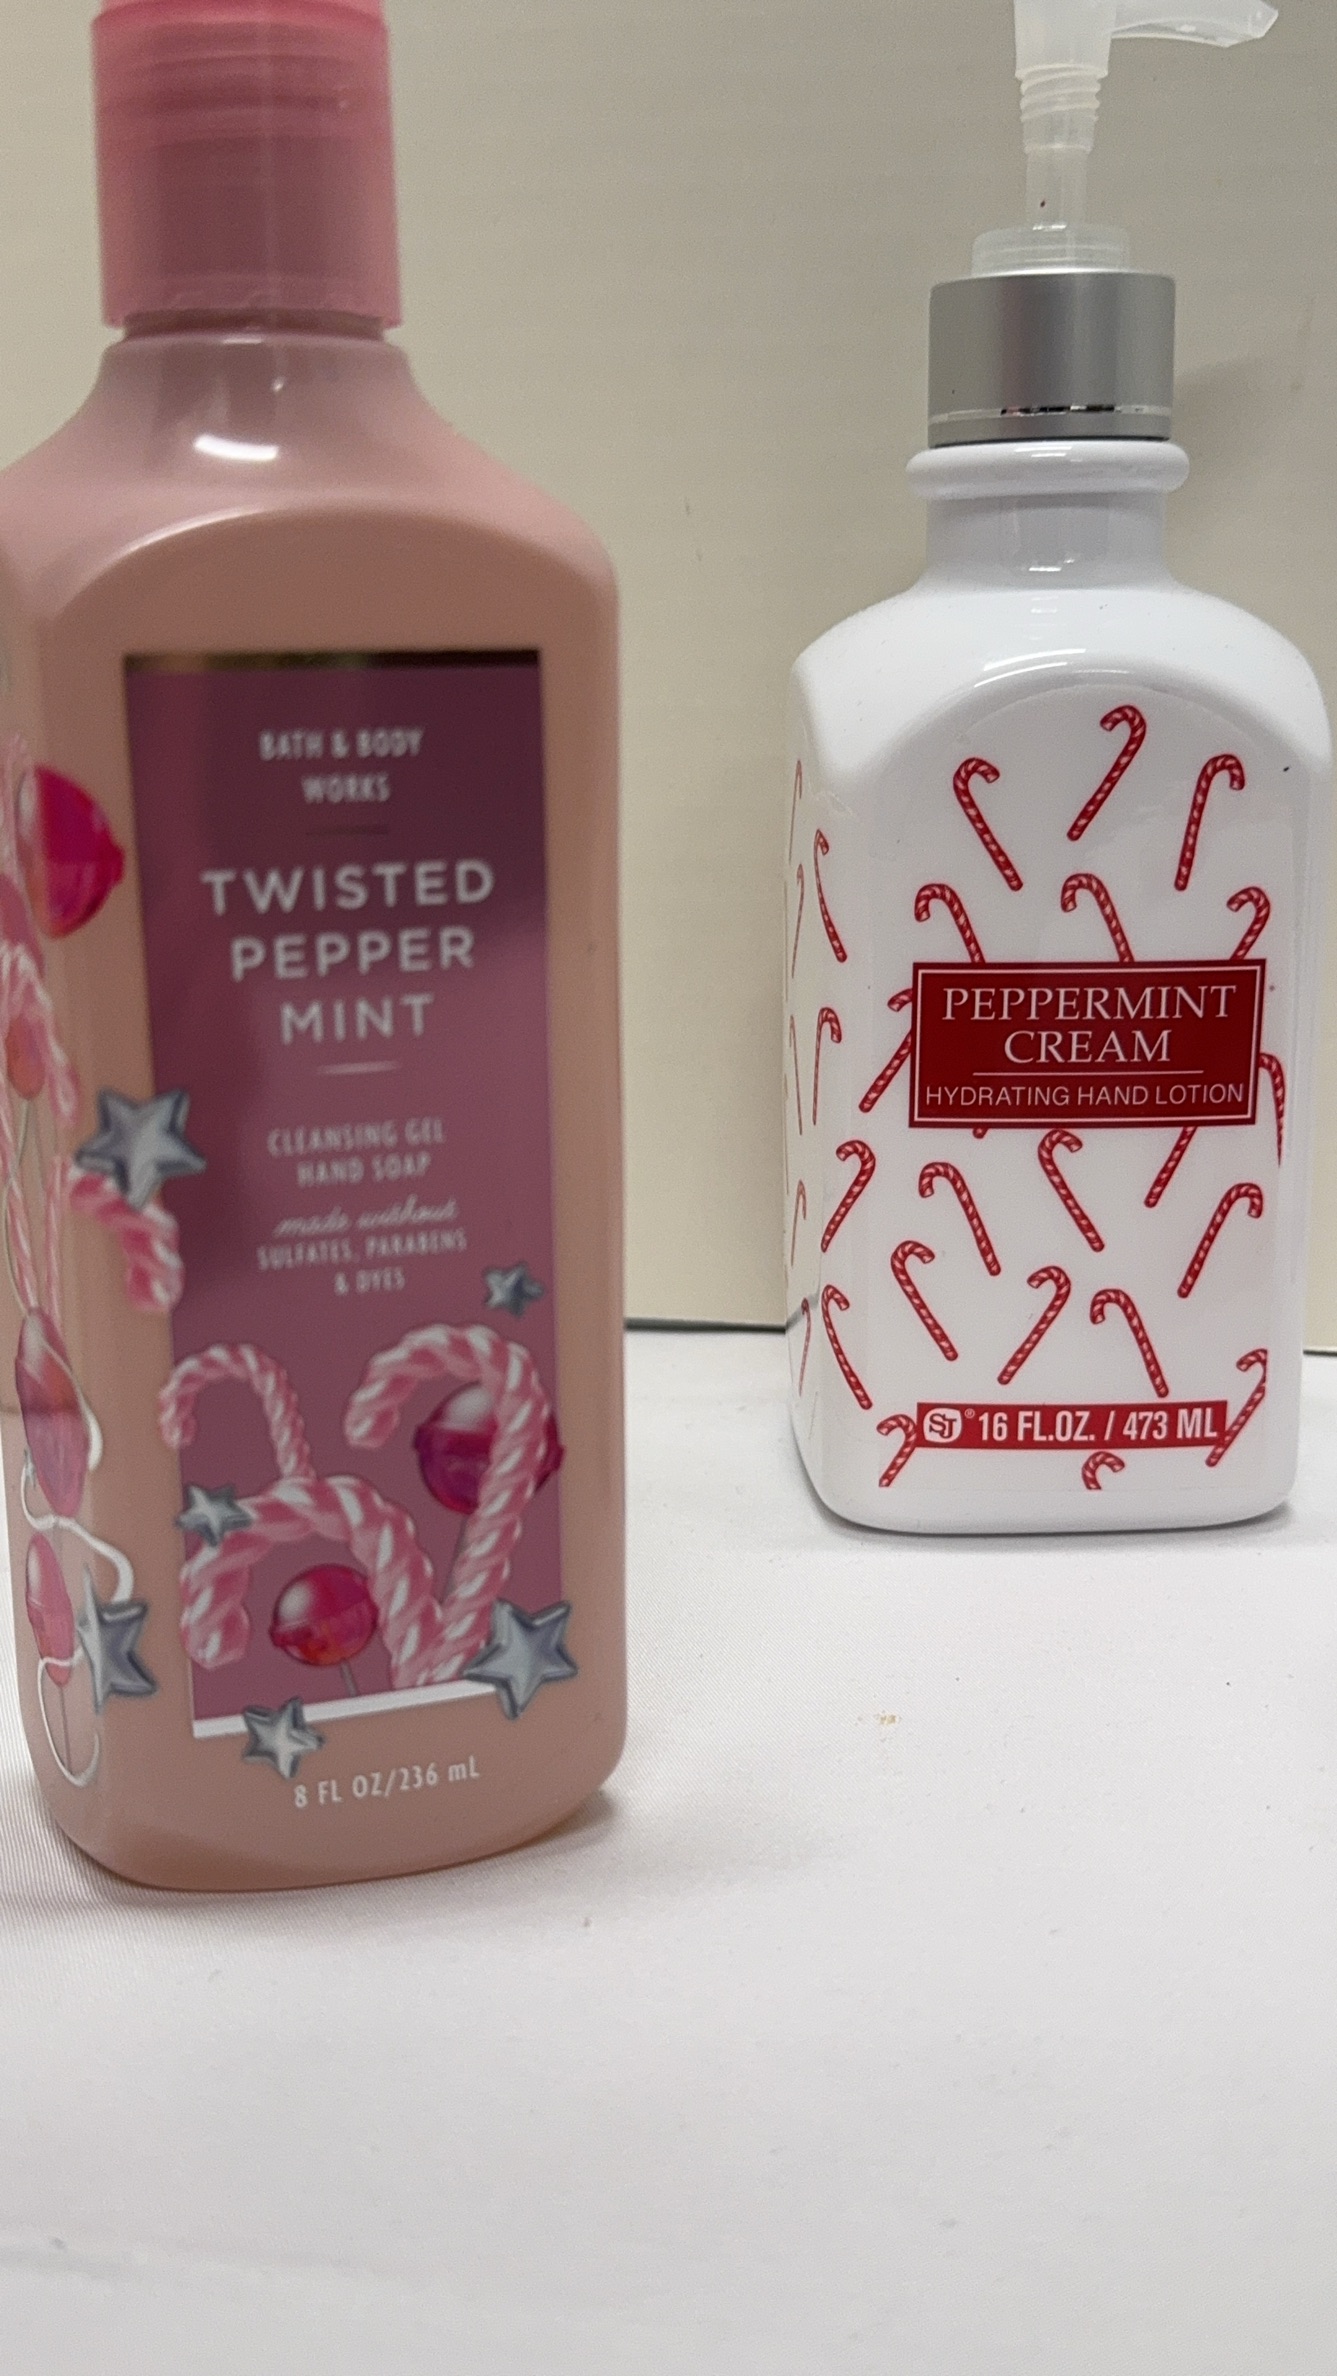 BATH & BODY
WORKS
TWISTED
PEPPER
MINT
CLEANSING GEL
HAND SOAP
made without
SULFATES, PARABENS
& DYES
8 FL OZ/236 mL
PEPPERMINT
CREAM
HYDRATING HAND LOTION
SJ® 16 FL.OZ. / 473 ML